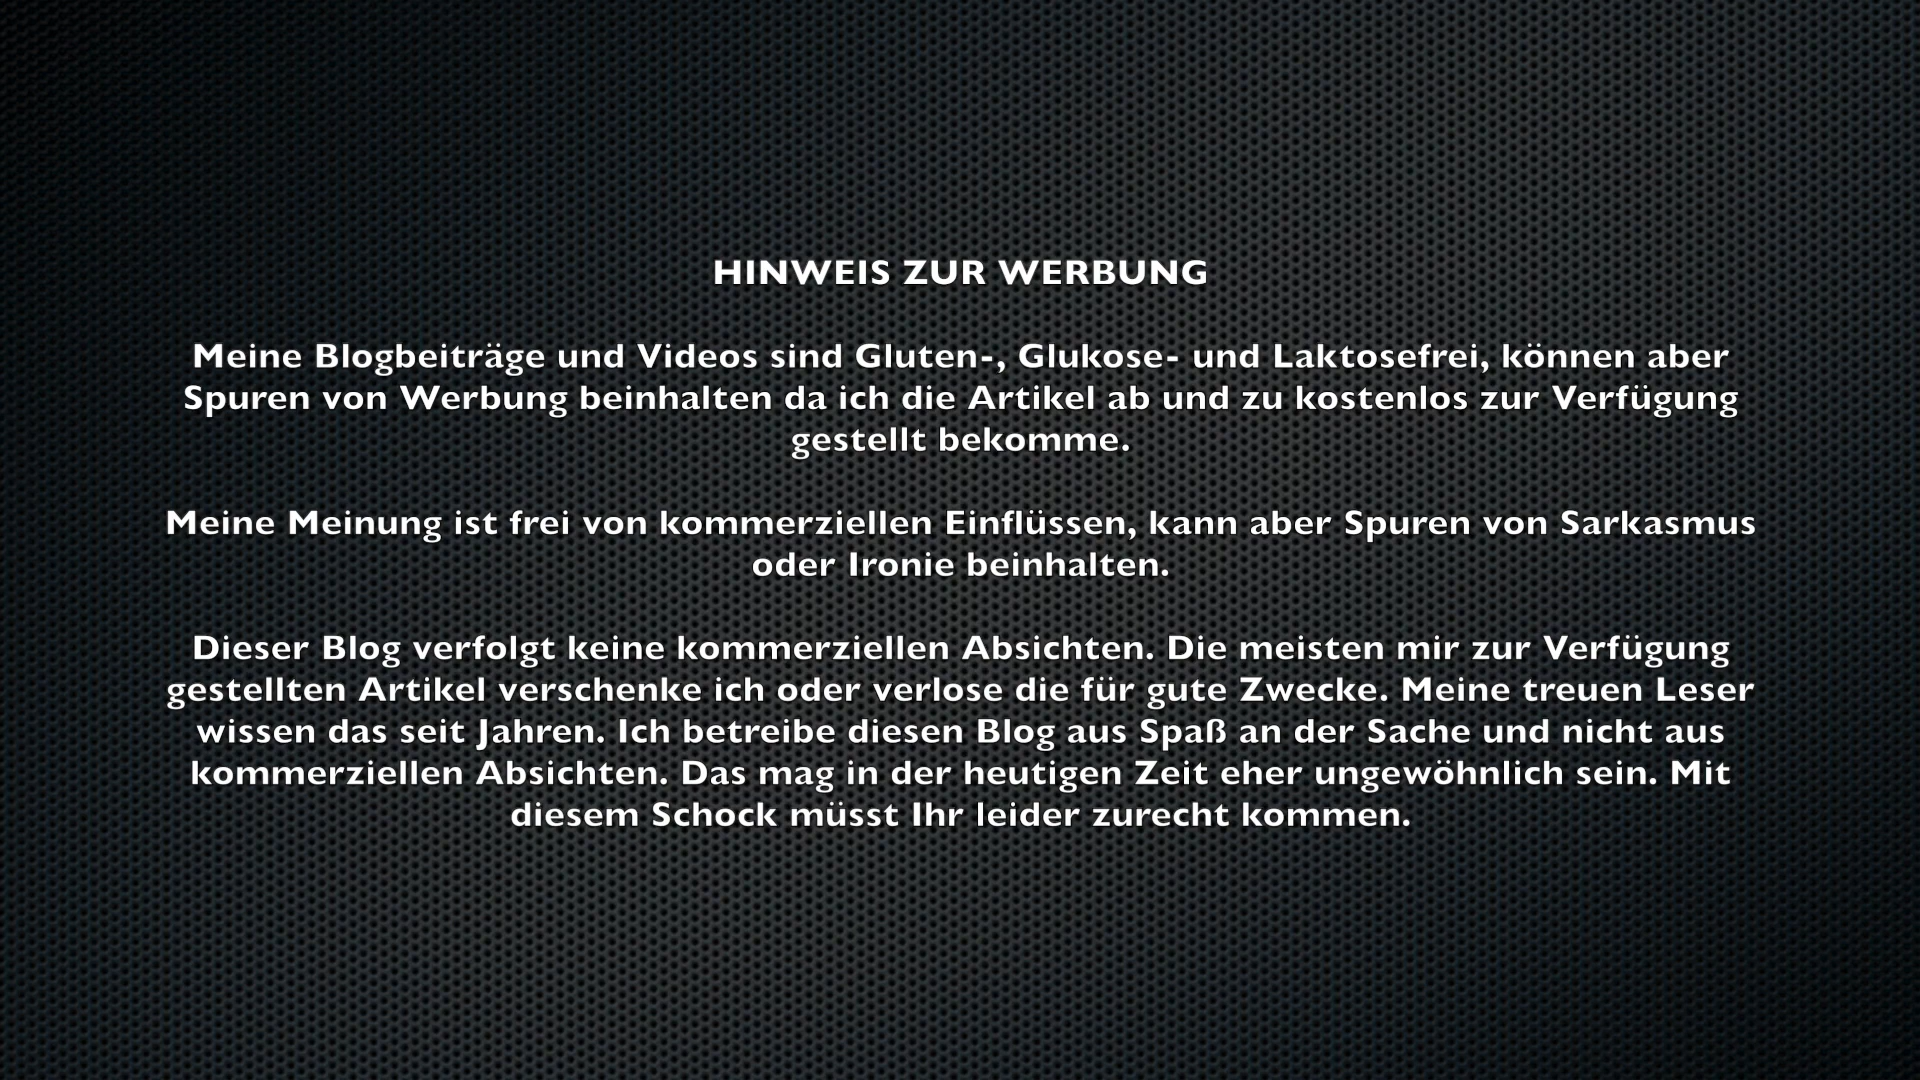 HINWEIS ZUR WERBUNG
Meine Blogbeiträge und Videos sind Gluten-, Glukose- und Laktosefrei, können aber
Spuren von Werbung beinhalten da ich die Artikel ab und zu kostenlos zur Verfügung
gestellt bekomme.
Meine Meinung ist frei von kommerziellen Einflüssen, kann aber Spuren von Sarkasmus
oder Ironie beinhalten.
Dieser Blog verfolgt keine kommerziellen Absichten. Die meisten mir zur Verfügung
gestellten Artikel verschenke ich oder verlose die für gute Zwecke. Meine treuen Leser
wissen das seit Jahren. Ich betreibe diesen Blog aus Spaß an der Sache und nicht aus
kommerziellen Absichten. Das mag in der heutigen Zeit eher ungewöhnlich sein. Mit
diesem Schock müsst Ihr leider zurecht kommen.